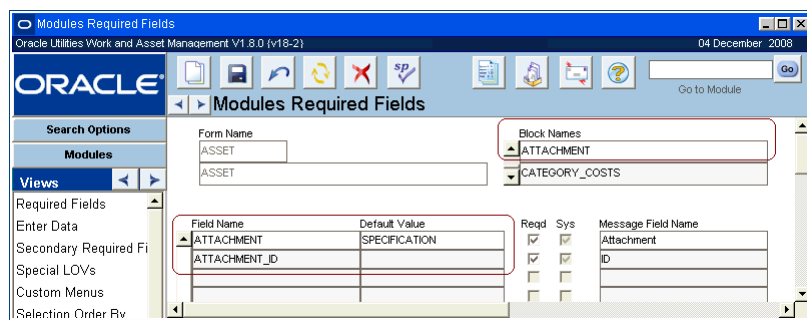 Modules Required Fields
Oracle Utilities Work and Asset Management V1.8.0 {v18-2}
04 December 2008
ORACLE
sp
Go
Go to Module
Modules Required Fields
Search Options
Modules
Views
Required Fields
Enter Data
Secondary Required Fi
Special LOVs
Custom Menus
Selection Order By
Form Name
ASSET
ASSET
Block Names
ATTACHMENT
CATEGORY_COSTS
Field Name Default Value Reqd Sys Message Field Name
ATTACHMENT SPECIFICATION Attachment
ATTACHMENT_ID ID